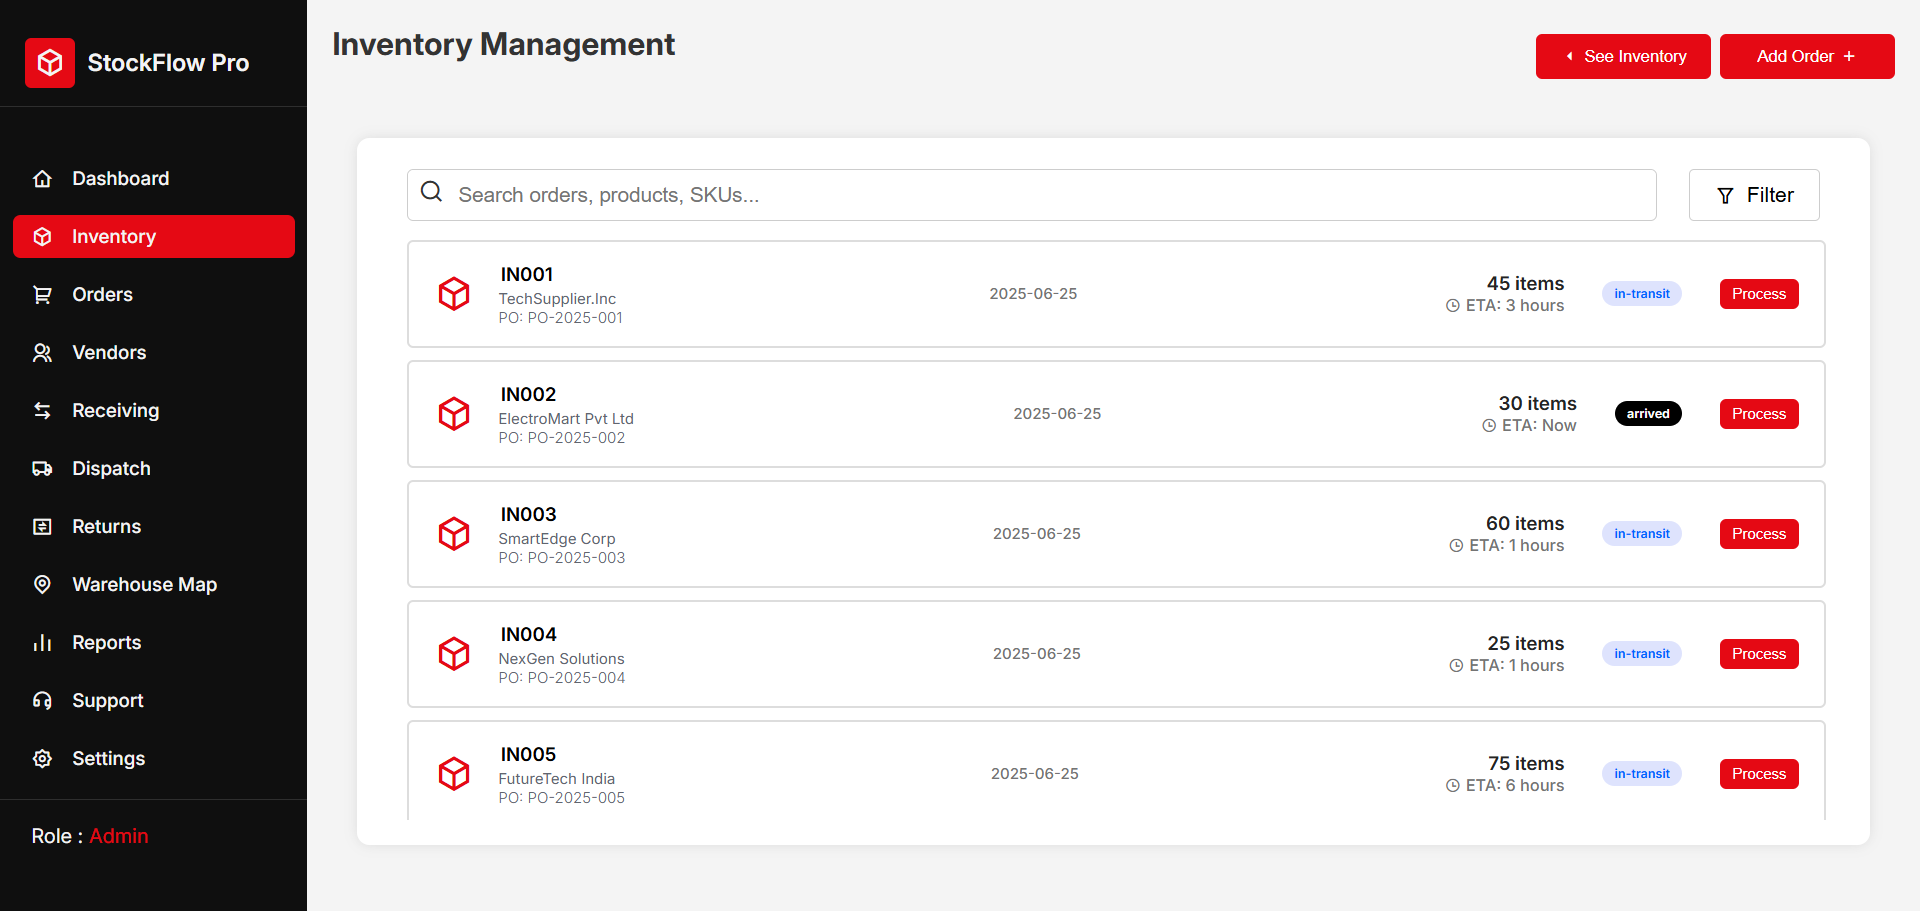 StockFlow Pro
Dashboard
Inventory
Orders
Vendors
Receiving
Dispatch
Returns
Warehouse Map
Reports
Support
Settings
Role : Admin
Inventory Management
See Inventory
Add Order +
Search orders, products, SKUs...
Filter
IN001
TechSupplier.Inc
PO: PO-2025-001
2025-06-25
45 items
ETA: 3 hours
in-transit
Process
IN002
ElectroMart Pvt Ltd
PO: PO-2025-002
2025-06-25
30 items
ETA: Now
arrived
Process
IN003
SmartEdge Corp
PO: PO-2025-003
2025-06-25
60 items
ETA: 1 hours
in-transit
Process
IN004
NexGen Solutions
PO: PO-2025-004
2025-06-25
25 items
ETA: 1 hours
in-transit
Process
IN005
FutureTech India
PO: PO-2025-005
2025-06-25
75 items
ETA: 6 hours
in-transit
Process